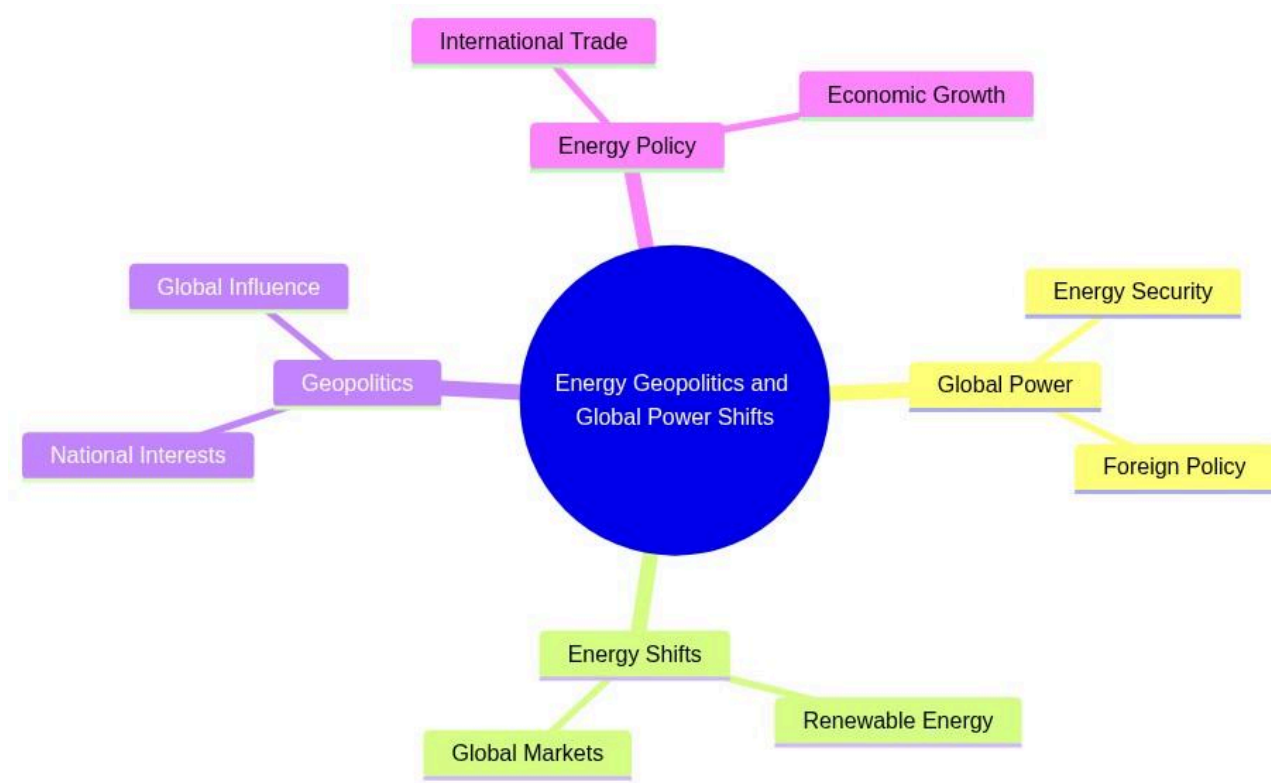 International Trade
Economic Growth
Energy Policy
Global Influence
Energy Security
Geopolitics
Energy Geopolitics and
Global Power Shifts
Global Power
National Interests
Foreign Policy
Energy Shifts
Renewable Energy
Global Markets